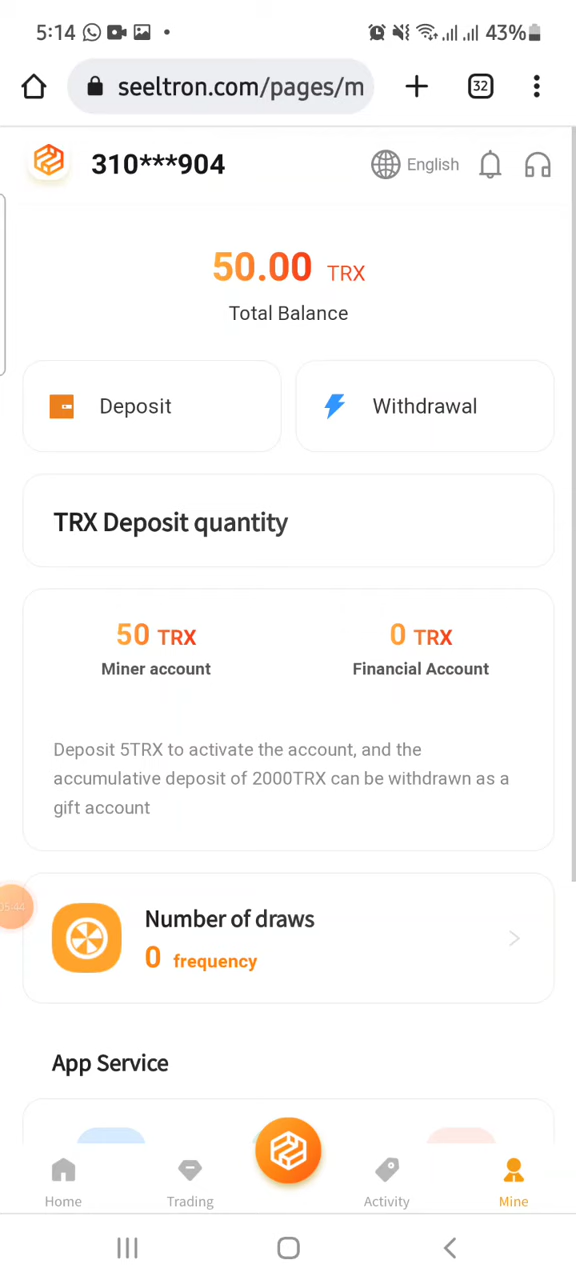 5:14
43%
seeltron.com/pages/m
32
310***904
English
50.00 TRX
Total Balance
Deposit
Withdrawal
TRX Deposit quantity
50 TRX
0 TRX
Miner account
Financial Account
Deposit 5TRX to activate the account, and the
accumulative deposit of 2000TRX can be withdrawn as a
gift account
05:44
Number of draws
0 frequency
App Service
Home
Trading
Activity
Mine